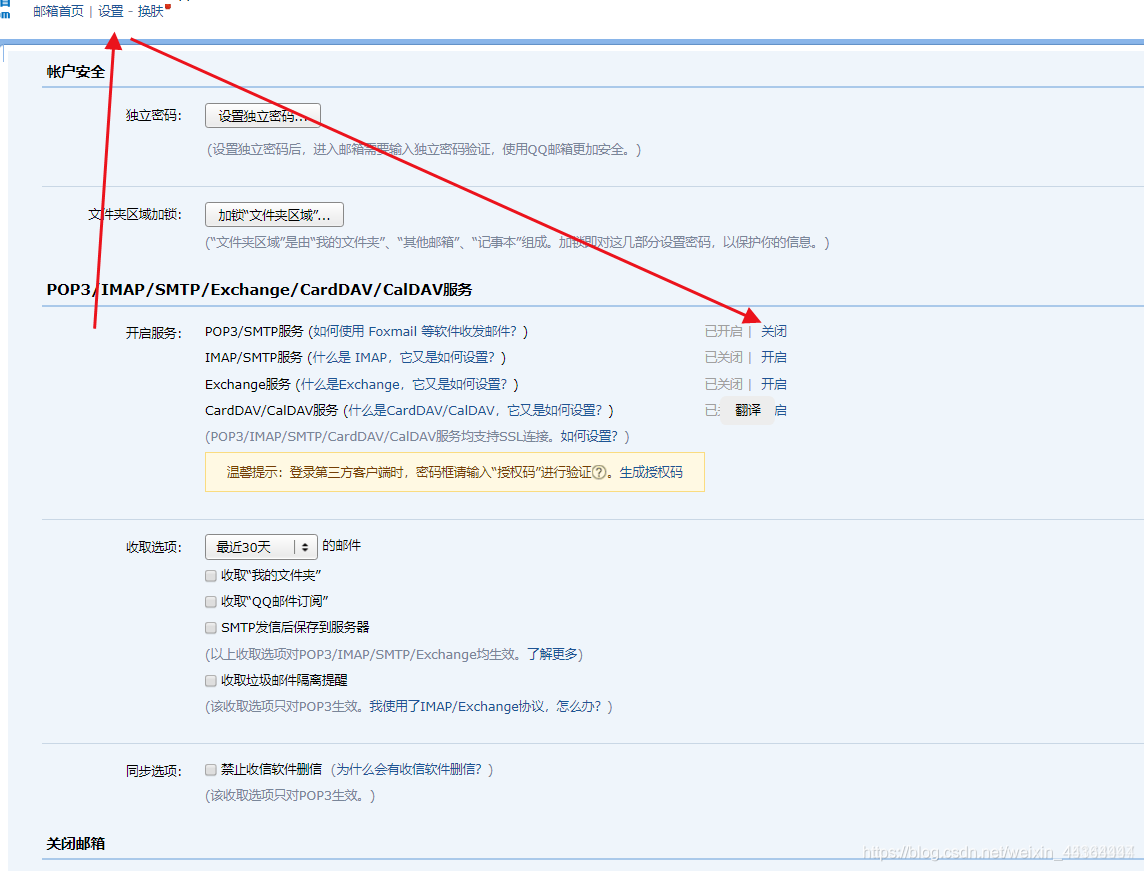 邮箱首页 | 设置 - 换肤
帐户安全
独立密码: 设置独立密码...
(设置独立密码后，进入邮箱需要输入独立密码验证，使用QQ邮箱更加安全。)
文件夹区域加锁: 加锁“文件夹区域”...
(“文件夹区域”是由“我的文件夹”、“其他邮箱”、“记事本”组成。加锁即对这几部分设置密码，以保护你的信息。)
POP3/IMAP/SMTP/Exchange/CardDAV/CalDAV服务
开启服务: POP3/SMTP服务 (如何使用 Foxmail 等软件收发邮件？) 已开启 | 关闭
IMAP/SMTP服务 (什么是 IMAP，它又是如何设置？) 已关闭 | 开启
Exchange服务 (什么是Exchange，它又是如何设置？) 已关闭 | 开启
CardDAV/CalDAV服务 (什么是CardDAV/CalDAV，它又是如何设置？) 已 翻译 启
(POP3/IMAP/SMTP/CardDAV/CalDAV服务均支持SSL连接。如何设置？)
温馨提示: 登录第三方客户端时，密码框请输入“授权码”进行验证?。生成授权码
收取选项: 最近30天 的邮件
收取“我的文件夹”
收取“QQ邮件订阅”
SMTP发信后保存到服务器
(以上收取选项对POP3/IMAP/SMTP/Exchange均生效。了解更多)
收取垃圾邮件隔离提醒
(该收取选项只对POP3生效。我使用了IMAP/Exchange协议，怎么办？)
同步选项: 禁止收信软件删信 (为什么会有收信软件删信？)
(该收取选项只对POP3生效。)
关闭邮箱